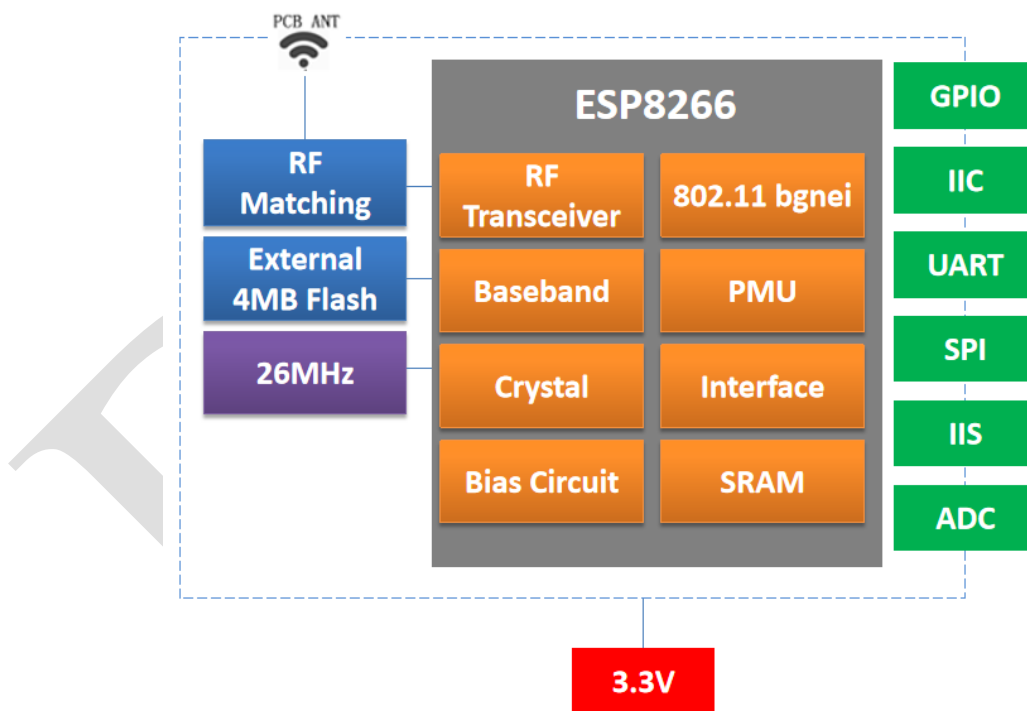 PCB ANT
ESP8266
RF
Matching
External
4MB Flash
26MHz
RF
Transceiver
802.11 bgnei
Baseband
PMU
Crystal
Interface
Bias Circuit
SRAM
GPIO
IIC
UART
SPI
IIS
ADC
3.3V